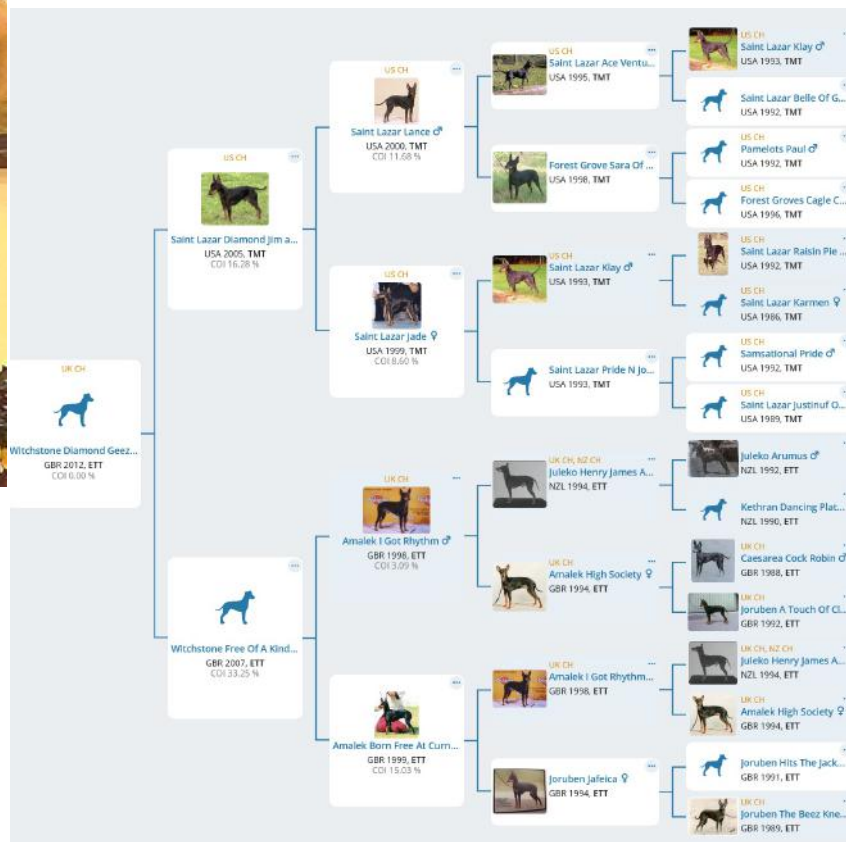 UK CH
Witchstone Diamond Geez...
GBR 2012, ETT
COI 0.00 %
US CH
Saint Lazar Diamond Jim a...
USA 2005, TMT
COI 16.28 %
Witchstone Free Of A Kind...
GBR 2007, ETT
COI 33.25 %
US CH
Saint Lazar Lance ♂
USA 2000, TMT
COI 11.68 %
US CH
Saint Lazar Jade ♀
USA 1999, TMT
COI 8.60 %
UK CH
Amalek I Got Rhythm ♂
GBR 1998, ETT
COI 3.09 %
Amalek Born Free At Curn...
GBR 1999, ETT
COI 15.03 %
US CH
Saint Lazar Ace Ventu...
USA 1995, TMT
Forest Grove Sara Of ...
USA 1998, TMT
US CH
Saint Lazar Klay ♂
USA 1993, TMT
Saint Lazar Pride N Jo...
USA 1993, TMT
UK CH, NZ CH
Juleko Henry James A...
NZL 1994, ETT
UK CH
Amalek High Society ♀
GBR 1994, ETT
UK CH
Amalek I Got Rhythm...
GBR 1998, ETT
Joruben Jafeica ♀
GBR 1994, ETT
US CH
Saint Lazar Klay ♂
USA 1993, TMT
Saint Lazar Belle Of G...
USA 1992, TMT
US CH
Pamelots Paul ♂
USA 1992, TMT
US CH
Forest Groves Cagle C...
USA 1996, TMT
US CH
Saint Lazar Raisin Pie ...
USA 1992, TMT
US CH
Saint Lazar Karmen ♀
USA 1986, TMT
US CH
Samsational Pride ♂
USA 1992, TMT
US CH
Saint Lazar Justinuf O...
USA 1989, TMT
Juleko Arumus ♂
NZL 1992, ETT
Kethran Dancing Plat...
NZL 1990, ETT
UK CH
Caesarea Cock Robin ♂
GBR 1988, ETT
UK CH
Joruben A Touch Of Cl...
GBR 1992, ETT
UK CH, NZ CH
Juleko Henry James A...
NZL 1994, ETT
UK CH
Amalek High Society ♀
GBR 1994, ETT
Joruben Hits The Jack...
GBR 1991, ETT
UK CH
Joruben The Beez Kne...
GBR 1989, ETT